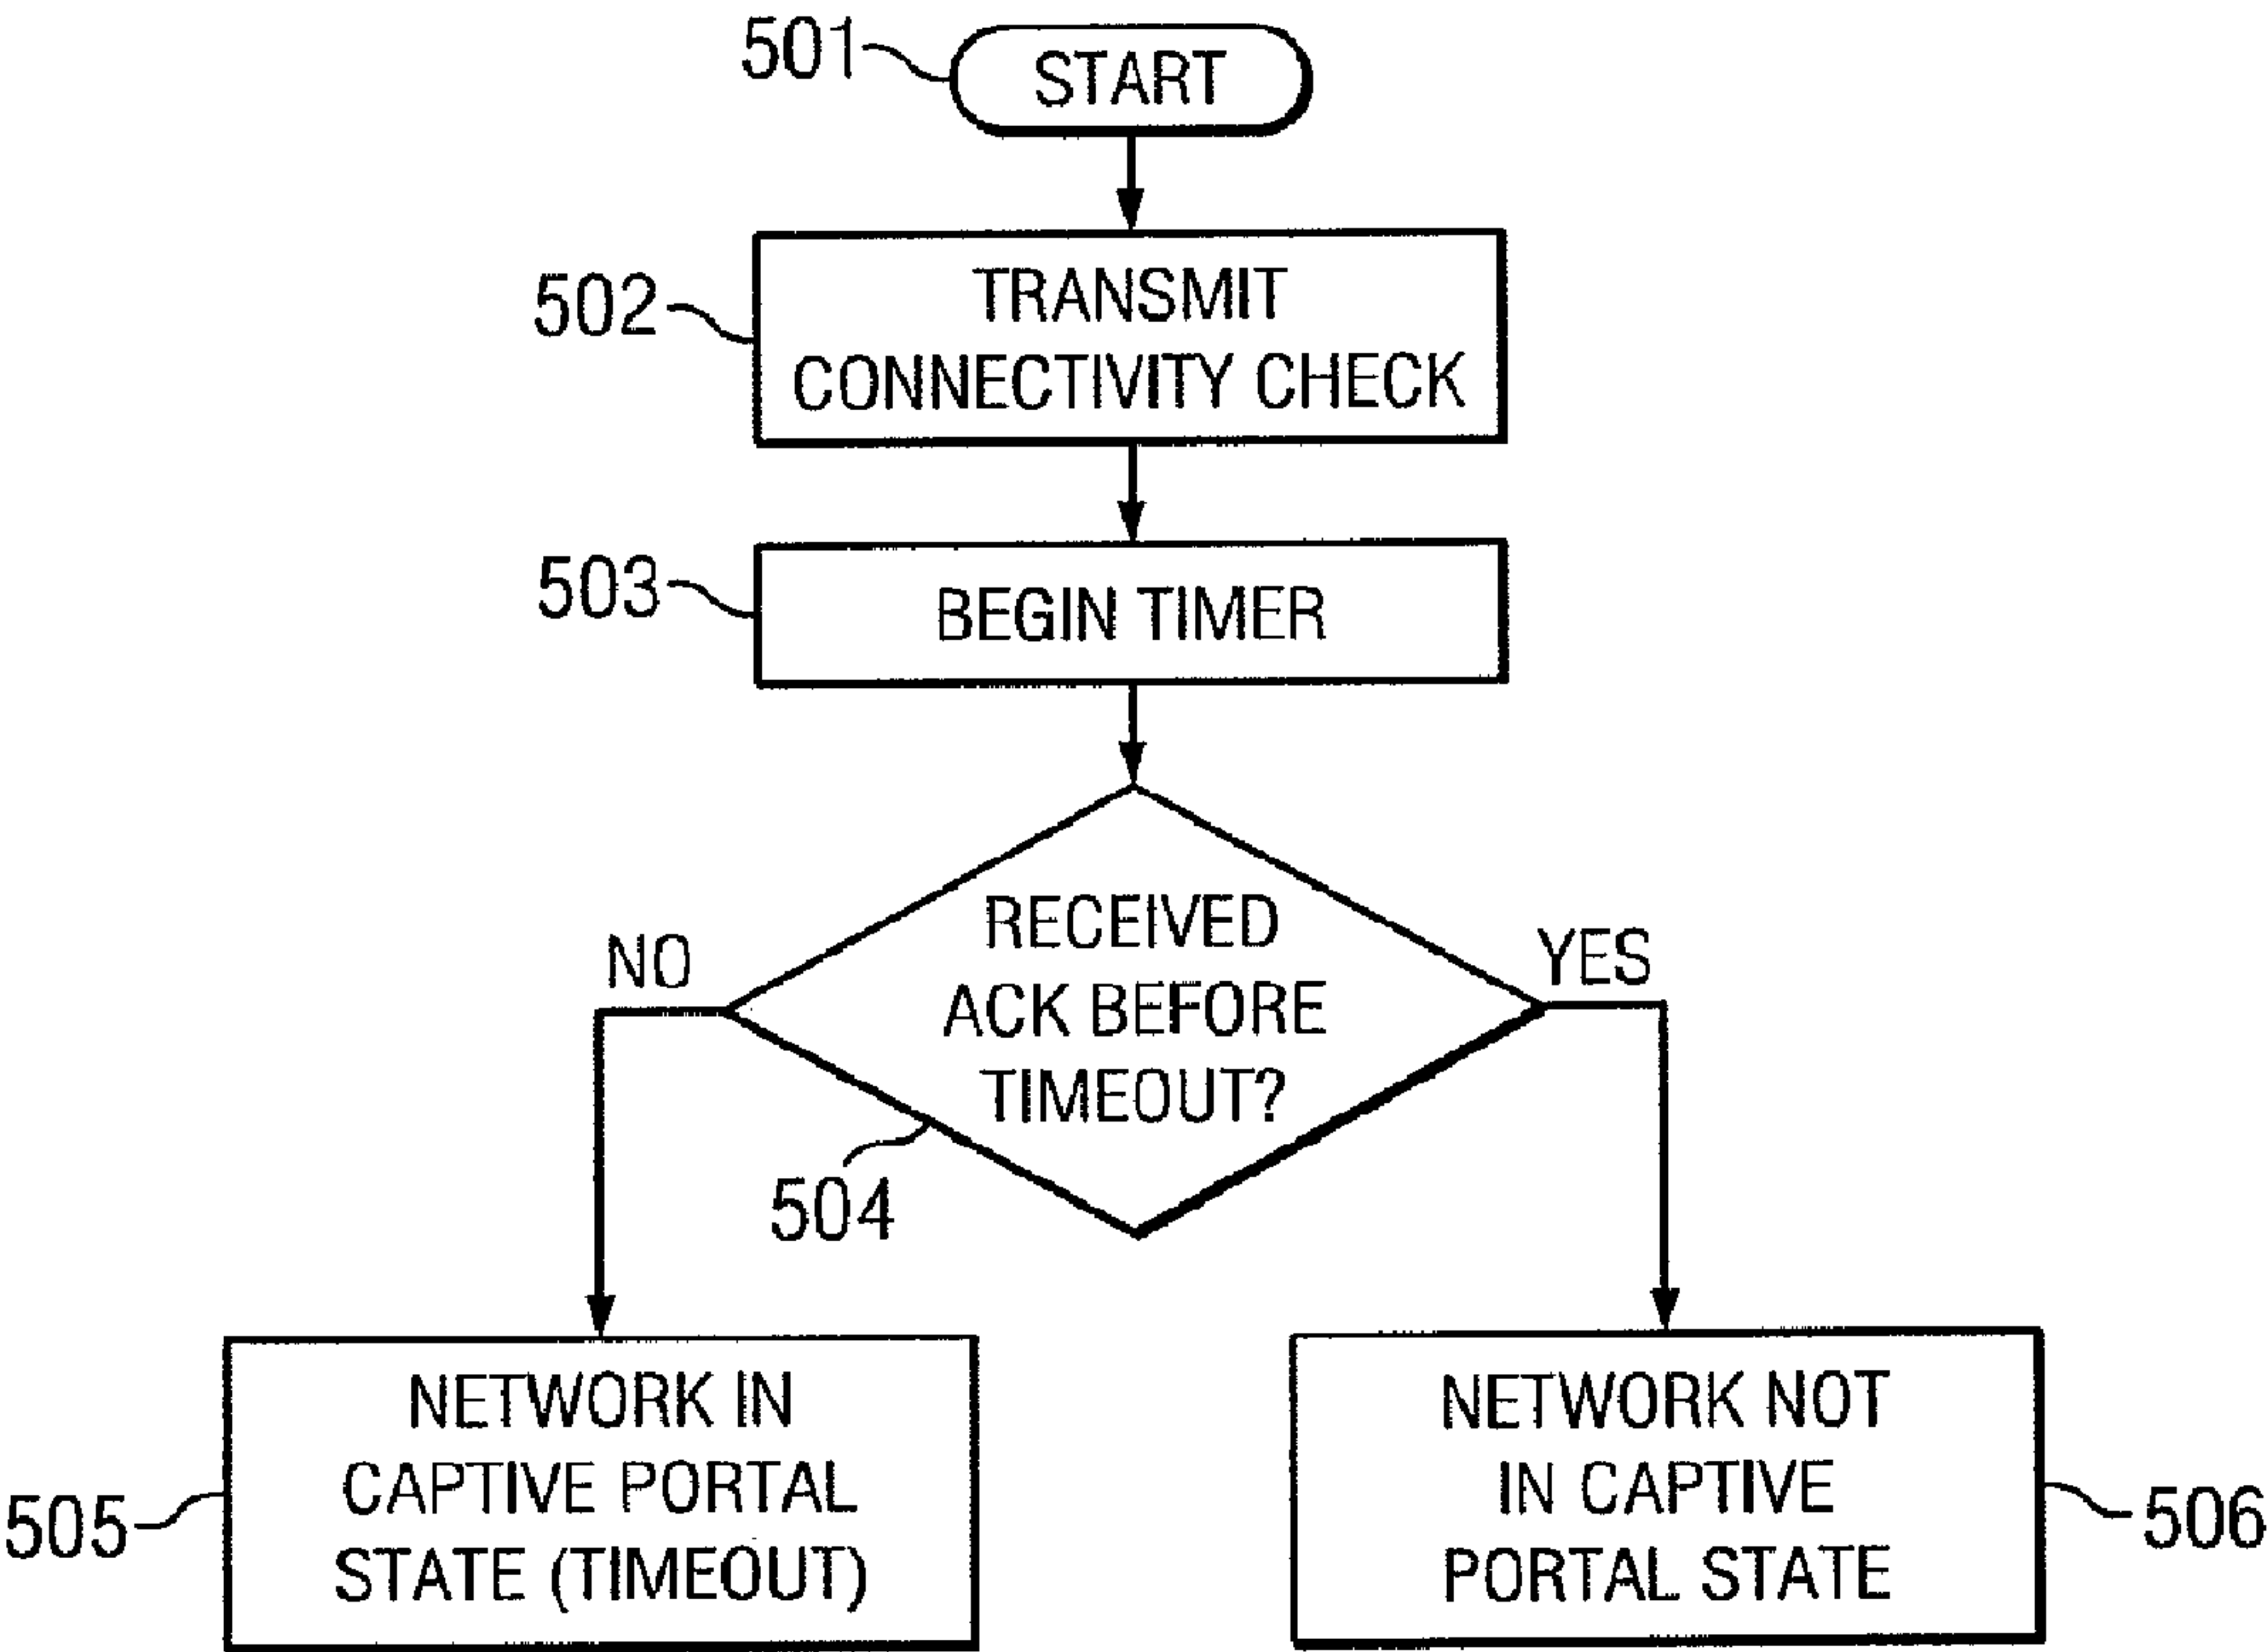 501
START
502
TRANSMIT
CONNECTIVITY CHECK
503
BEGIN TIMER
RECEIVED
ACK BEFORE
TIMEOUT?
NO
YES
504
NETWORK IN
CAPTIVE PORTAL
STATE (TIMEOUT)
505
NETWORK NOT
IN CAPTIVE
PORTAL STATE
506